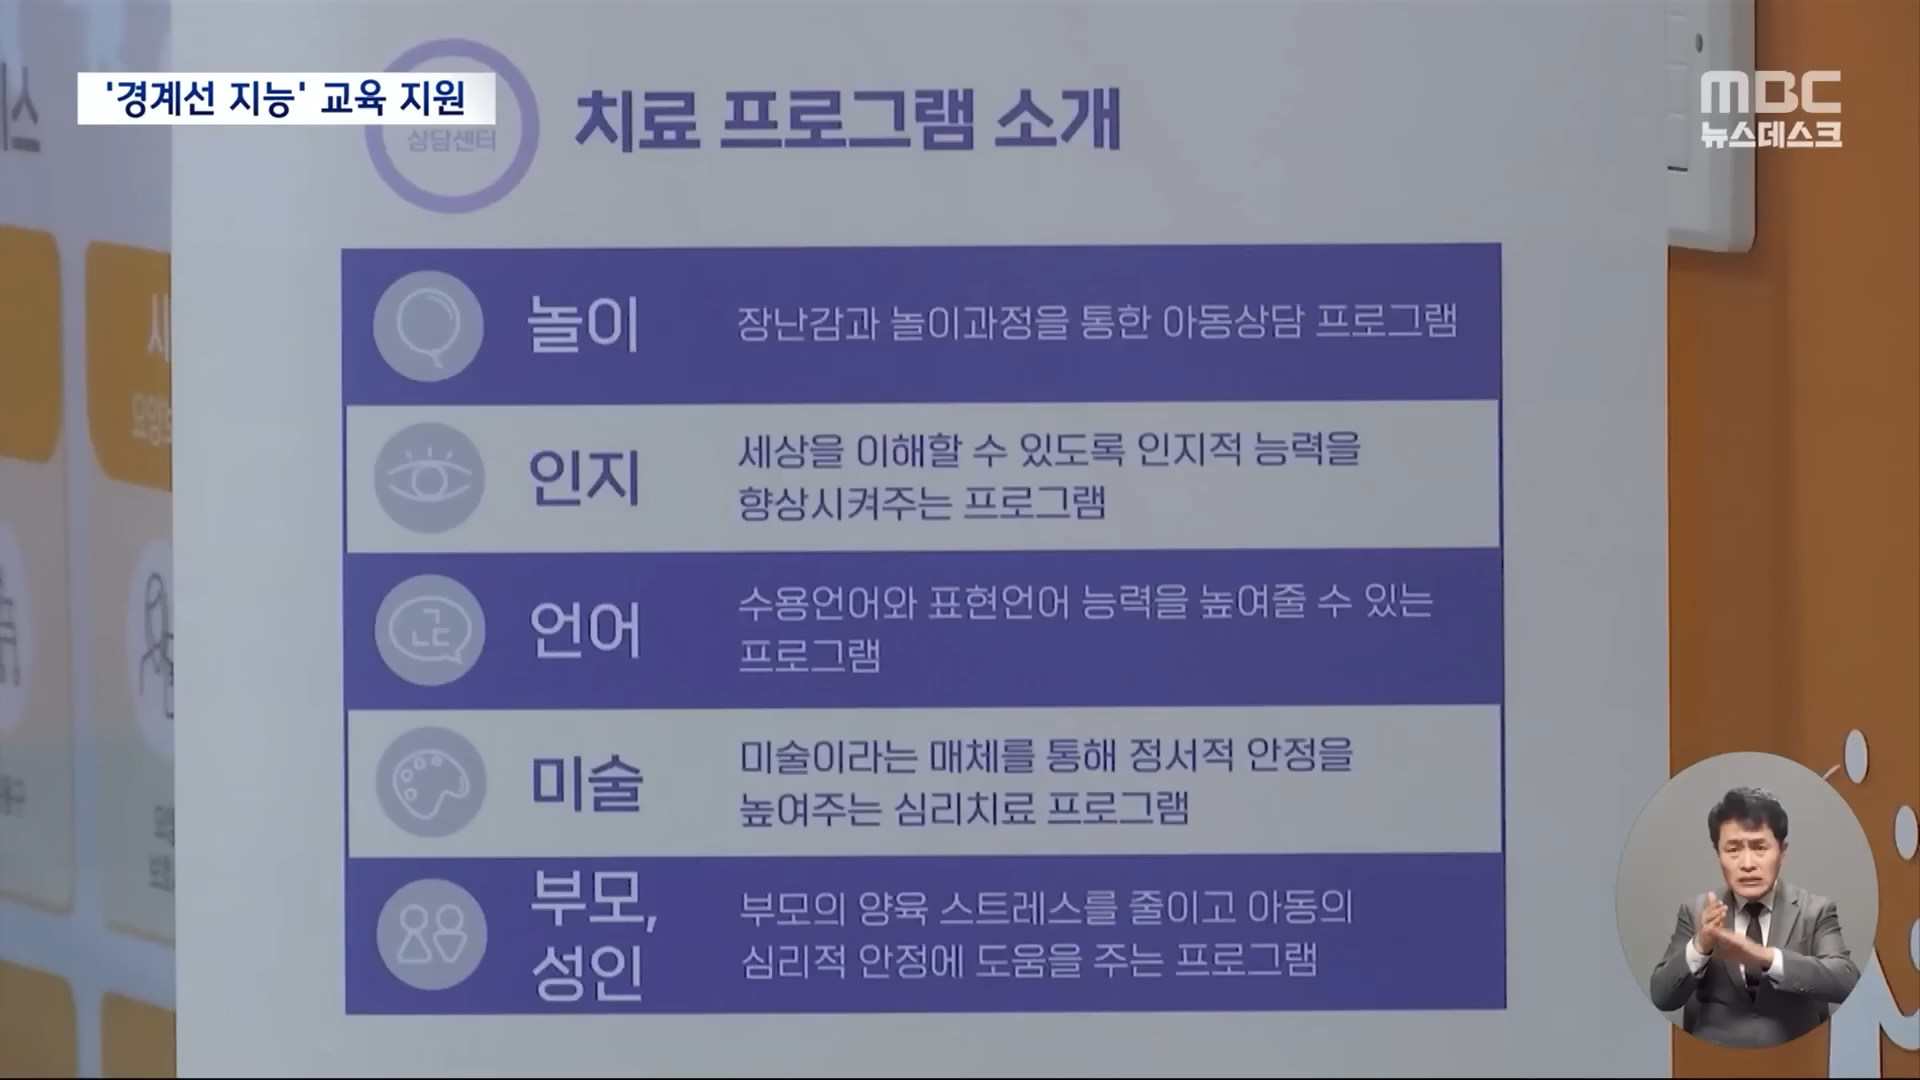 '경계선 지능' 교육 지원
MBC
뉴스데스크
상담센터
치료 프로그램 소개
놀이
장난감과 놀이과정을 통한 아동상담 프로그램
인지
세상을 이해할 수 있도록 인지적 능력을
향상시켜주는 프로그램
언어
수용언어와 표현언어 능력을 높여줄 수 있는
프로그램
미술
미술이라는 매체를 통해 정서적 안정을
높여주는 심리치료 프로그램
부모,
성인
부모의 양육 스트레스를 줄이고 아동의
심리적 안정에 도움을 주는 프로그램